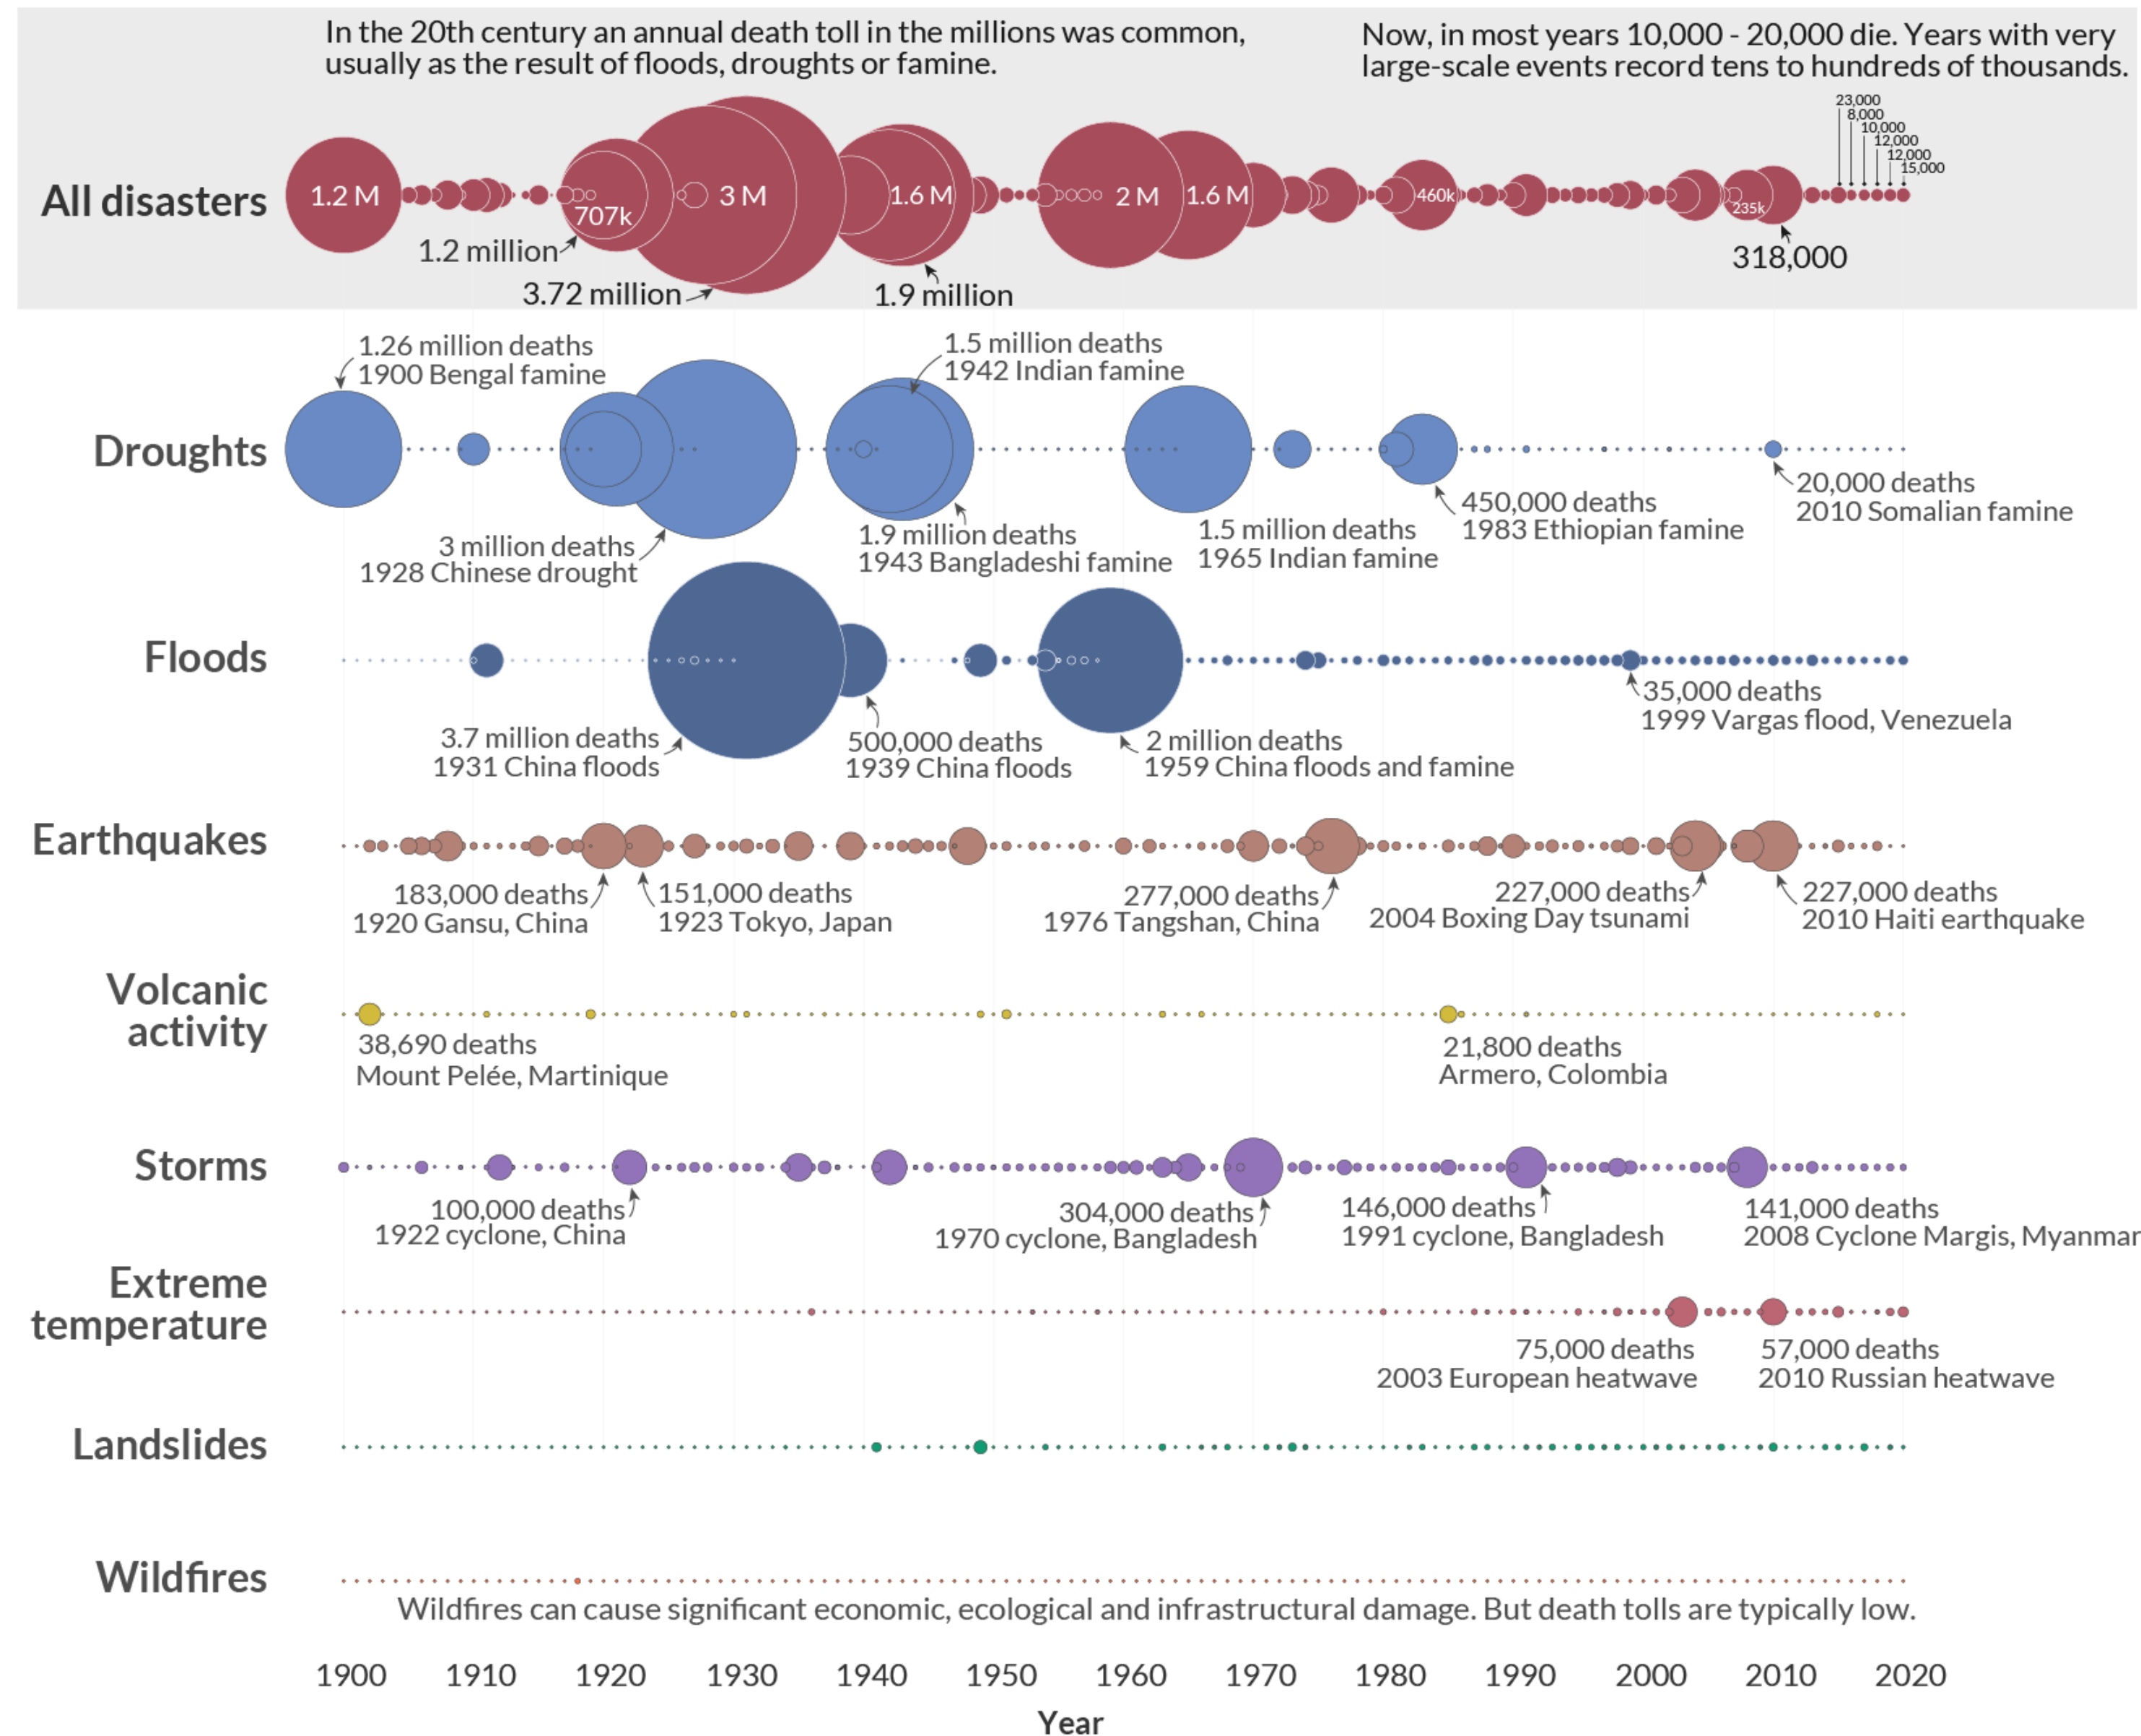 In the 20th century an annual death toll in the millions was common,
usually as the result of floods, droughts or famine.
Now, in most years 10,000 - 20,000 die. Years with very
large-scale events record tens to hundreds of thousands.
23,000
8,000
10,000
12,000
12,000
15,000
All disasters
1.2 M
707k
3 M
1.6 M
2 M
1.6 M
460k
235k
1.2 million
3.72 million
1.9 million
318,000
1.26 million deaths
1900 Bengal famine
1.5 million deaths
1942 Indian famine
Droughts
20,000 deaths
2010 Somalian famine
450,000 deaths
1983 Ethiopian famine
1.5 million deaths
1965 Indian famine
1.9 million deaths
1943 Bangladeshi famine
3 million deaths
1928 Chinese drought
Floods
35,000 deaths
1999 Vargas flood, Venezuela
3.7 million deaths
1931 China floods
500,000 deaths
1939 China floods
2 million deaths
1959 China floods and famine
Earthquakes
183,000 deaths
1920 Gansu, China
151,000 deaths
1923 Tokyo, Japan
277,000 deaths
1976 Tangshan, China
227,000 deaths
2004 Boxing Day tsunami
227,000 deaths
2010 Haiti earthquake
Volcanic
activity
38,690 deaths
Mount Pelée, Martinique
21,800 deaths
Armero, Colombia
Storms
100,000 deaths
1922 cyclone, China
304,000 deaths
1970 cyclone, Bangladesh
146,000 deaths
1991 cyclone, Bangladesh
141,000 deaths
2008 Cyclone Margis, Myanmar
Extreme
temperature
75,000 deaths
2003 European heatwave
57,000 deaths
2010 Russian heatwave
Landslides
Wildfires
Wildfires can cause significant economic, ecological and infrastructural damage. But death tolls are typically low.
1900 1910 1920 1930 1940 1950 1960 1970 1980 1990 2000 2010 2020
Year